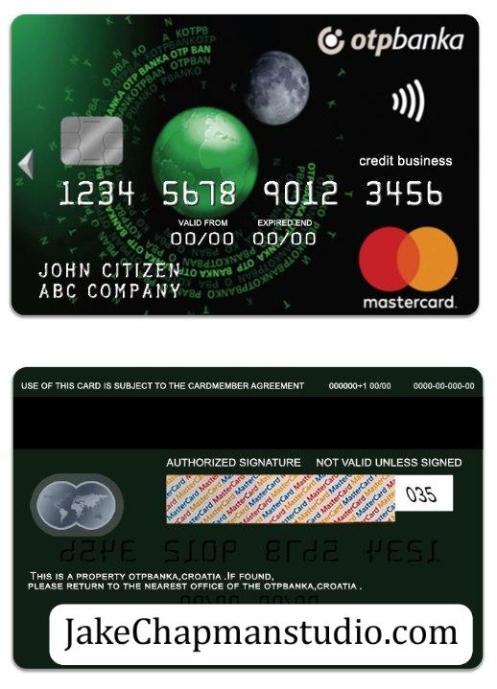 otpbanka
credit business
1234 5678 9012 3456
VALID FROM EXPIRED END
00/00 00/00
JOHN CITIZEN
ABC COMPANY
mastercard.
USE OF THIS CARD IS SUBJECT TO THE CARDMEMBER AGREEMENT 000000+1 00/00 0000-00-000-00
AUTHORIZED SIGNATURE NOT VALID UNLESS SIGNED
035
THIS IS A PROPERTY OTPBANKA,CROATIA .IF FOUND,
PLEASE RETURN TO THE NEAREST OFFICE OF THE OTPBANKA,CROATIA .
JakeChapmanstudio.com